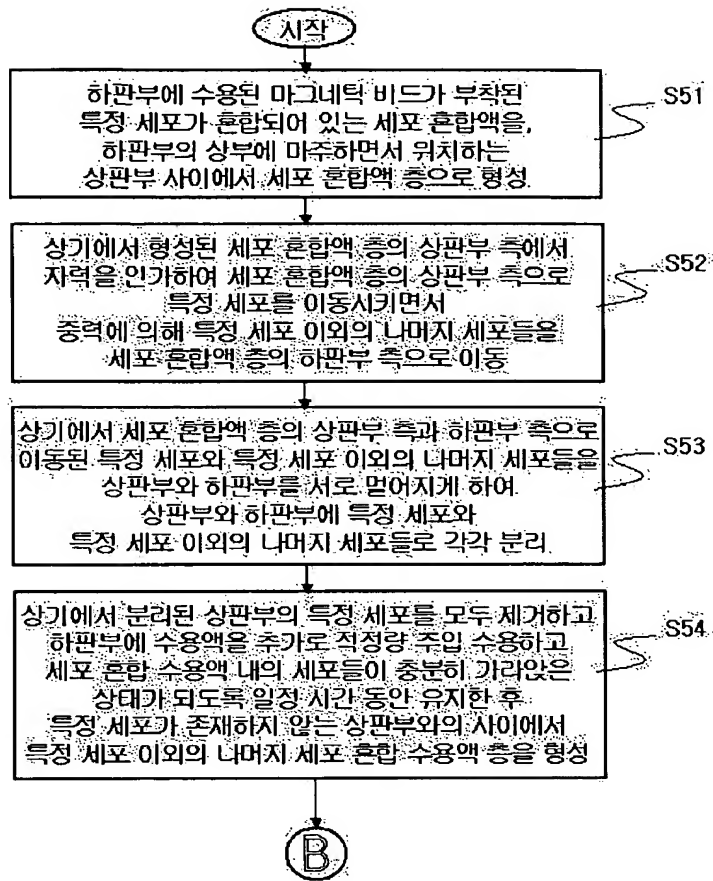 시작
하판부에 수용된 마그네틱 비드가 부착된
특정 세포가 혼합되어 있는 세포 혼합액을,
하판부의 상부에 마주하면서 위치하는
상판부 사이에서 세포 혼합액 층으로 형성
S51
상기에서 형성된 세포 혼합액 층의 상판부 측에서
자력을 인가하여 세포 혼합액 층의 상판부 측으로
특정 세포를 이동시키면서
중력에 의해 특정 세포 이외의 나머지 세포들을
세포 혼합액 층의 하판부 측으로 이동
S52
상기에서 세포 혼합액 층의 상판부 측과 하판부 측으로
이동된 특정 세포와 특정 세포 이외의 나머지 세포들을
상판부와 하판부를 서로 멀어지게 하여
상판부와 하판부에 특정 세포와
특정 세포 이외의 나머지 세포들로 각각 분리
S53
상기에서 분리된 상판부의 특정 세포를 모두 제거하고
하판부에 수용액을 추가로 적정량 주입 수용하고
세포 혼합 수용액 내의 세포들이 충분히 가라앉은
상태가 되도록 일정 시간 동안 유지한 후
특정 세포가 존재하지 않는 상판부와의 사이에서
특정 세포 이외의 나머지 세포 혼합 수용액 층을 형성
S54
B